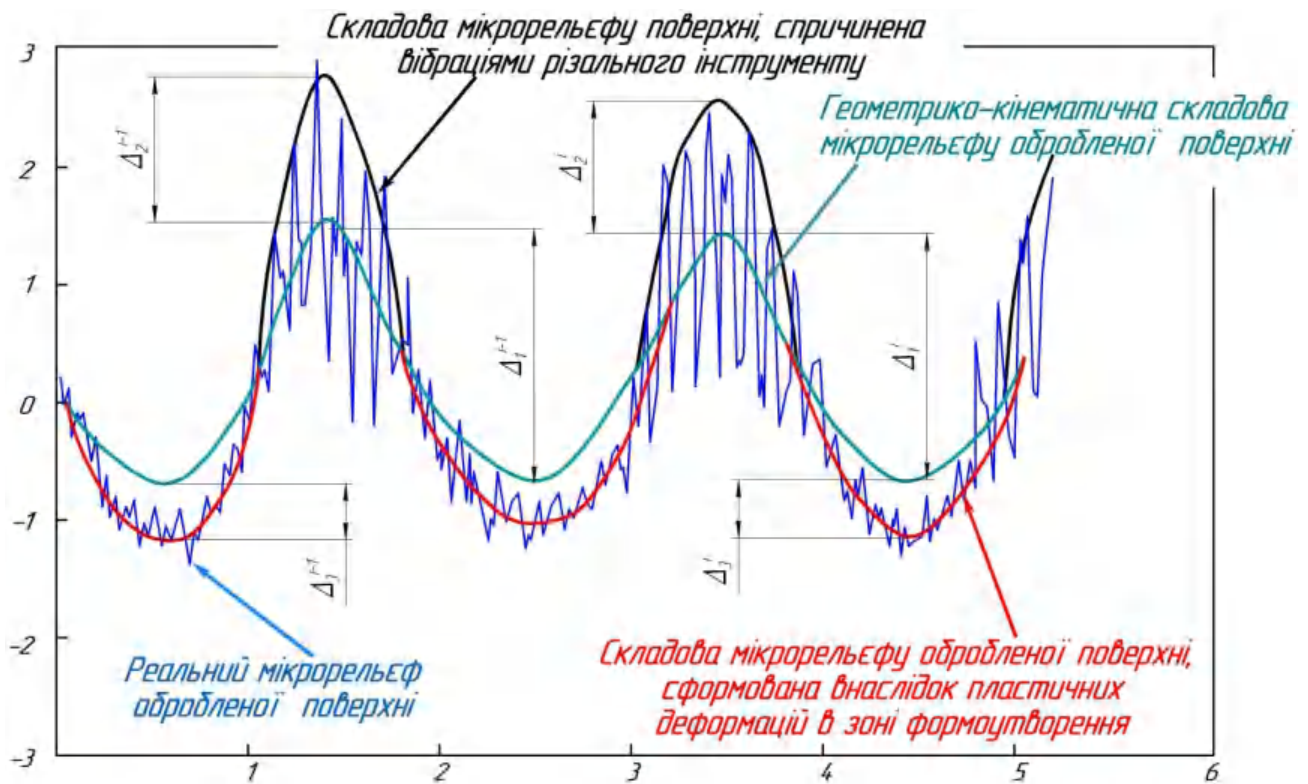 Складова мікрорельєфу поверхні, спричинена
вібраціями різального інструменту
Геометрико-кінематична складова
мікрорельєфу обробленої поверхні
3
2
1
0
-1
-2
-3
Δ₂ⁱ⁻¹
Δ₁ⁱ⁻¹
Δ₃ⁱ⁻¹
Δ₂ⁱ
Δ₁ⁱ
Δ₃ⁱ
Реальний мікрорельєф
обробленої поверхні
Складова мікрорельєфу обробленої поверхні,
сформована внаслідок пластичних
деформацій в зоні формоутворення
1
2
3
4
5
6